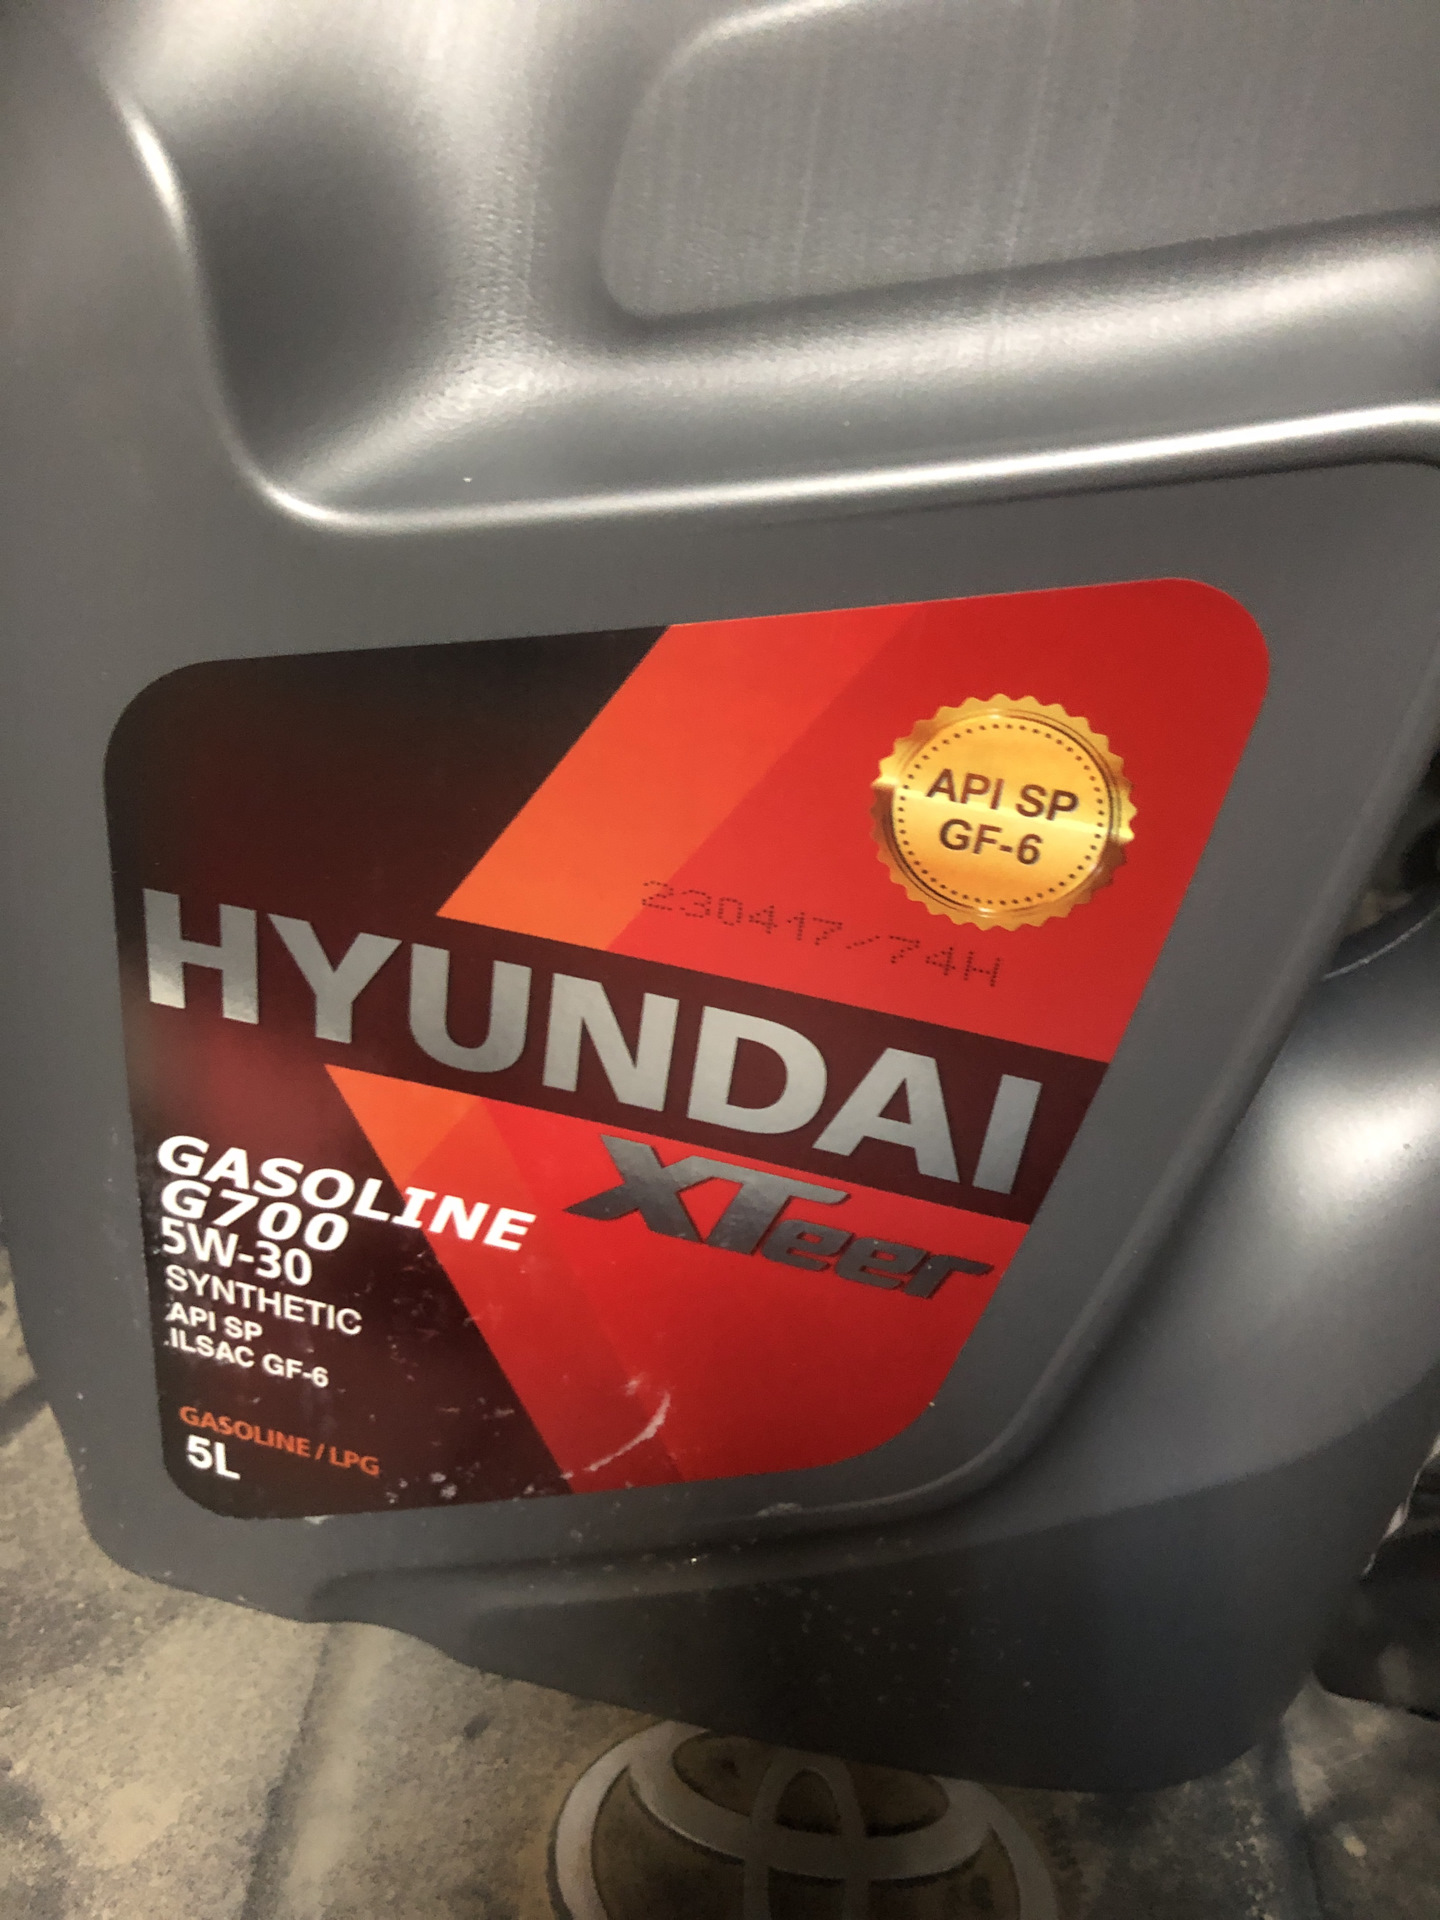 API SP
GF-6
230417/74H
HYUNDAI
XTeer
GASOLINE
G700
5W-30
SYNTHETIC
.API SP
.ILSAC GF-6
GASOLINE / LPG
5L